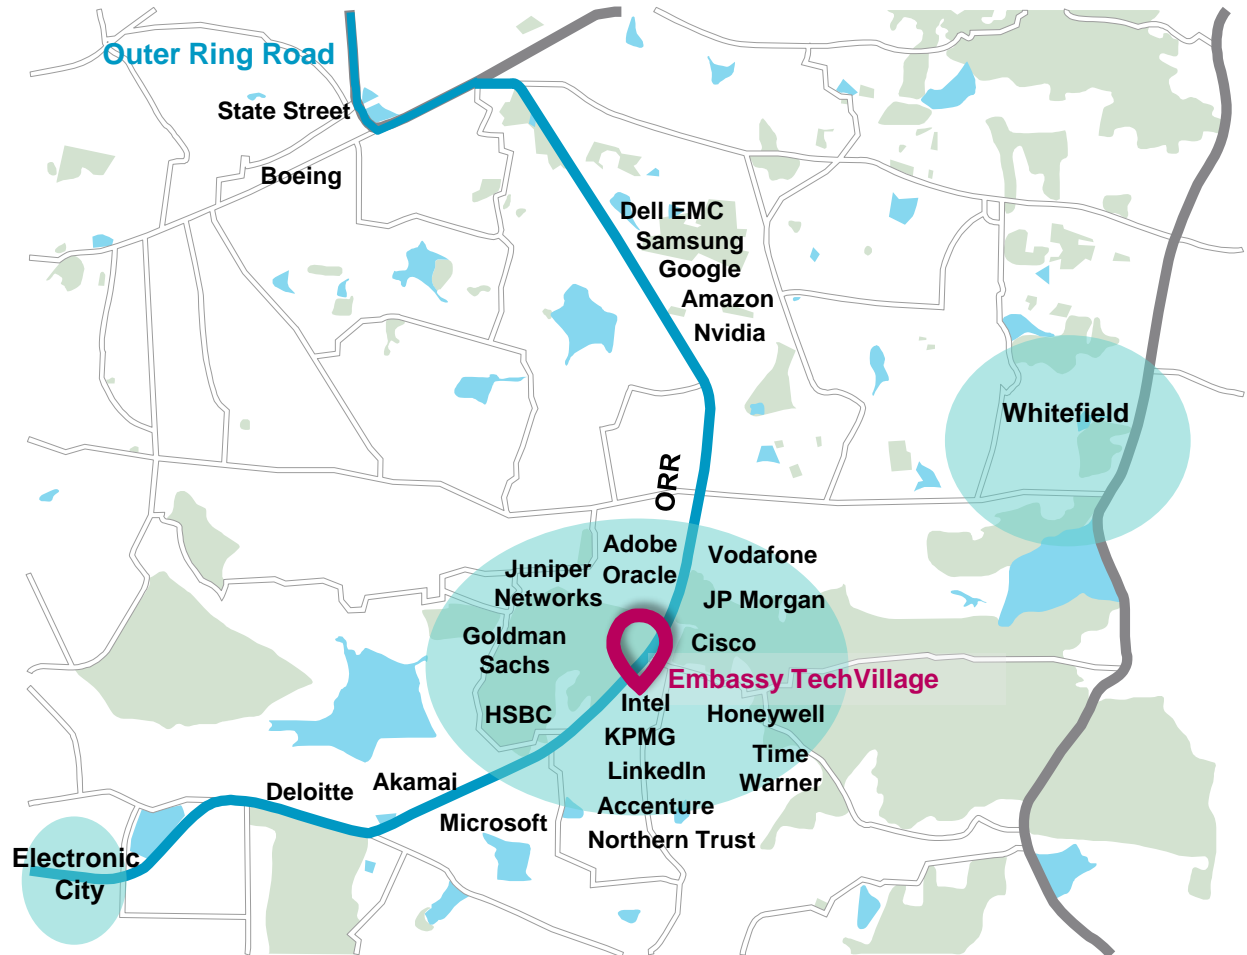 Outer Ring Road
State Street
Boeing
Dell EMC
Samsung
Google
Amazon
Nvidia
Whitefield
ORR
Adobe
Oracle
Vodafone
Juniper
Networks
JP Morgan
Goldman
Sachs
Cisco
Embassy TechVillage
Intel
HSBC
Honeywell
KPMG
LinkedIn
Time
Warner
Accenture
Northern Trust
Deloitte
Akamai
Microsoft
Electronic
City